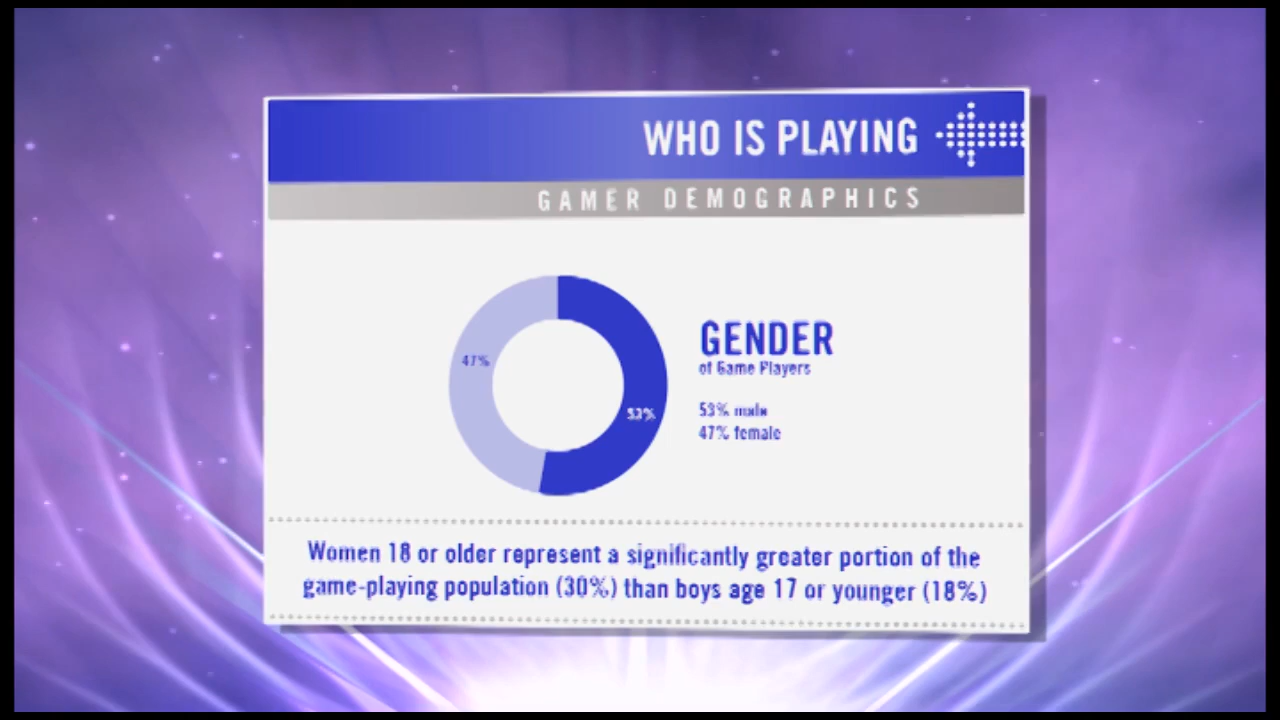 WHO IS PLAYING
GAMER DEMOGRAPHICS
47%
53%
GENDER
of Game Players
53% male
47% female
Women 18 or older represent a significantly greater portion of the
game-playing population (30%) than boys age 17 or younger (18%)